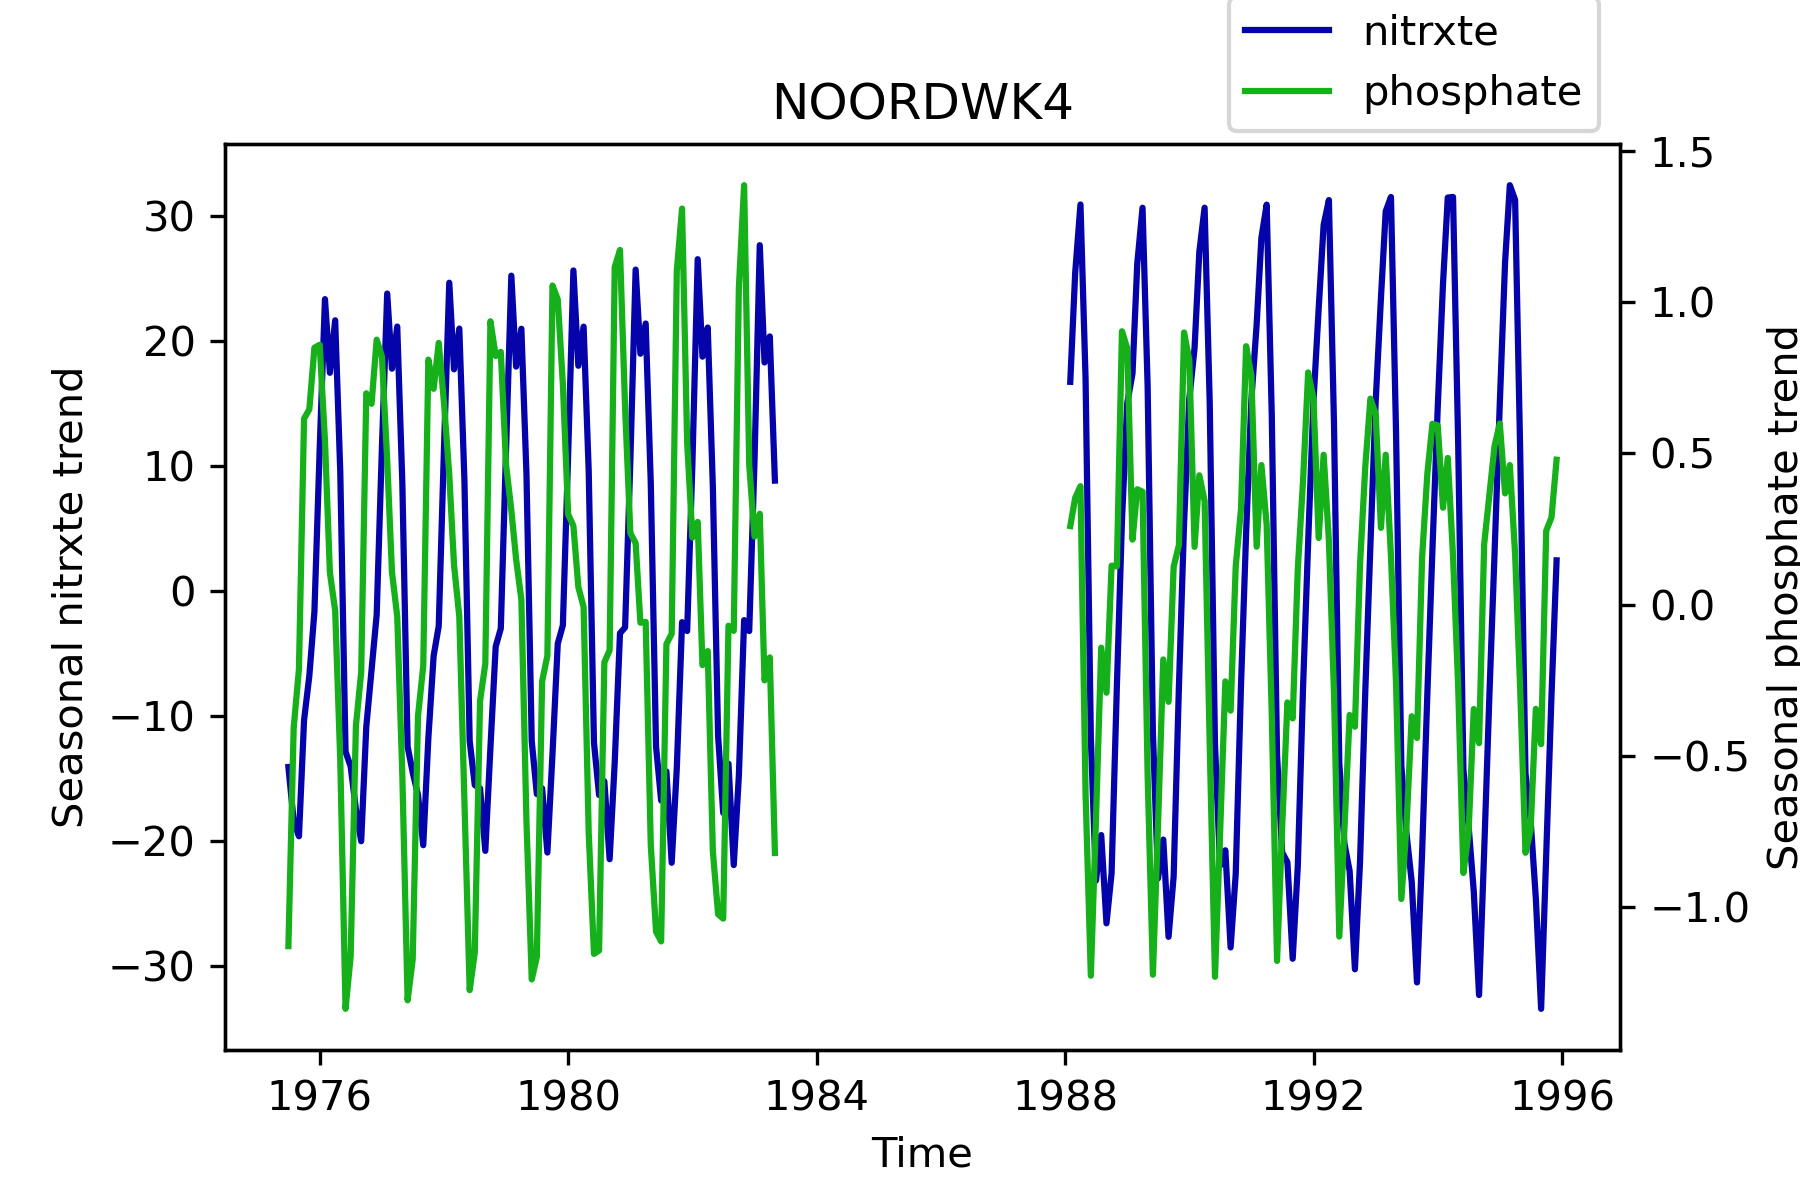 nitrxte
phosphate
NOORDWK4
Seasonal nitrxte trend
30
20
10
0
−10
−20
−30
1.5
1.0
0.5
0.0
−0.5
−1.0
Seasonal phosphate trend
1976 1980 1984 1988 1992 1996
Time